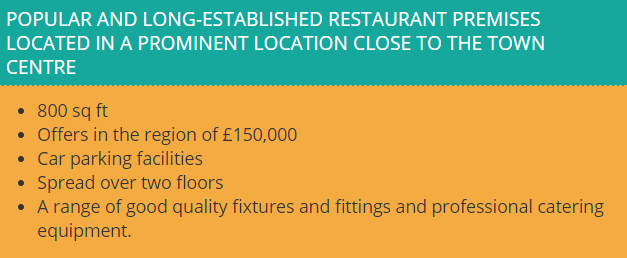 POPULAR AND LONG-ESTABLISHED RESTAURANT PREMISES
LOCATED IN A PROMINENT LOCATION CLOSE TO THE TOWN
CENTRE
• 800 sq ft
• Offers in the region of £150,000
• Car parking facilities
• Spread over two floors
• A range of good quality fixtures and fittings and professional catering
equipment.